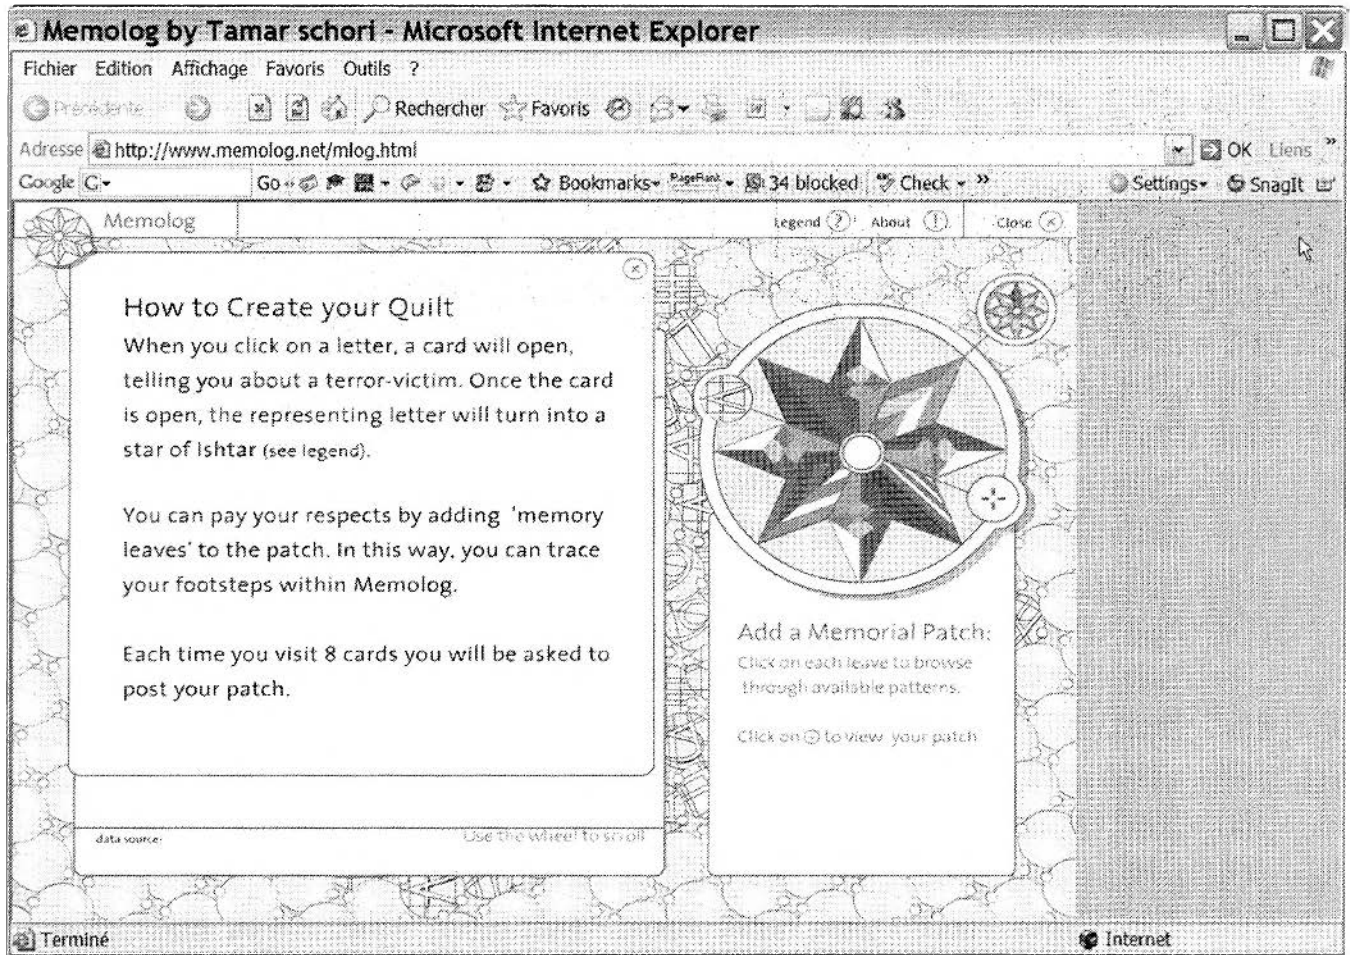 Memolog by Tamar schori - Microsoft Internet Explorer
Fichier Edition Affichage Favoris Outils ?
Précédente Rechercher Favoris
Adresse http://www.memolog.net/mlog.html OK Liens »
Google G Go 34 blocked Check » Settings SnagIt
Bookmarks PageRank
Memolog Legend ? About ! Close
How to Create your Quilt
When you click on a letter, a card will open,
telling you about a terror-victim. Once the card
is open, the representing letter will turn into a
star of Ishtar (see legend).
You can pay your respects by adding 'memory
leaves' to the patch. In this way, you can trace
your footsteps within Memolog.
Each time you visit 8 cards you will be asked to
post your patch.
data source:
Use the wheel to scroll
Add a Memorial Patch:
Click on each leave to browse
through available patterns.
Click on to view your patch
Terminé Internet